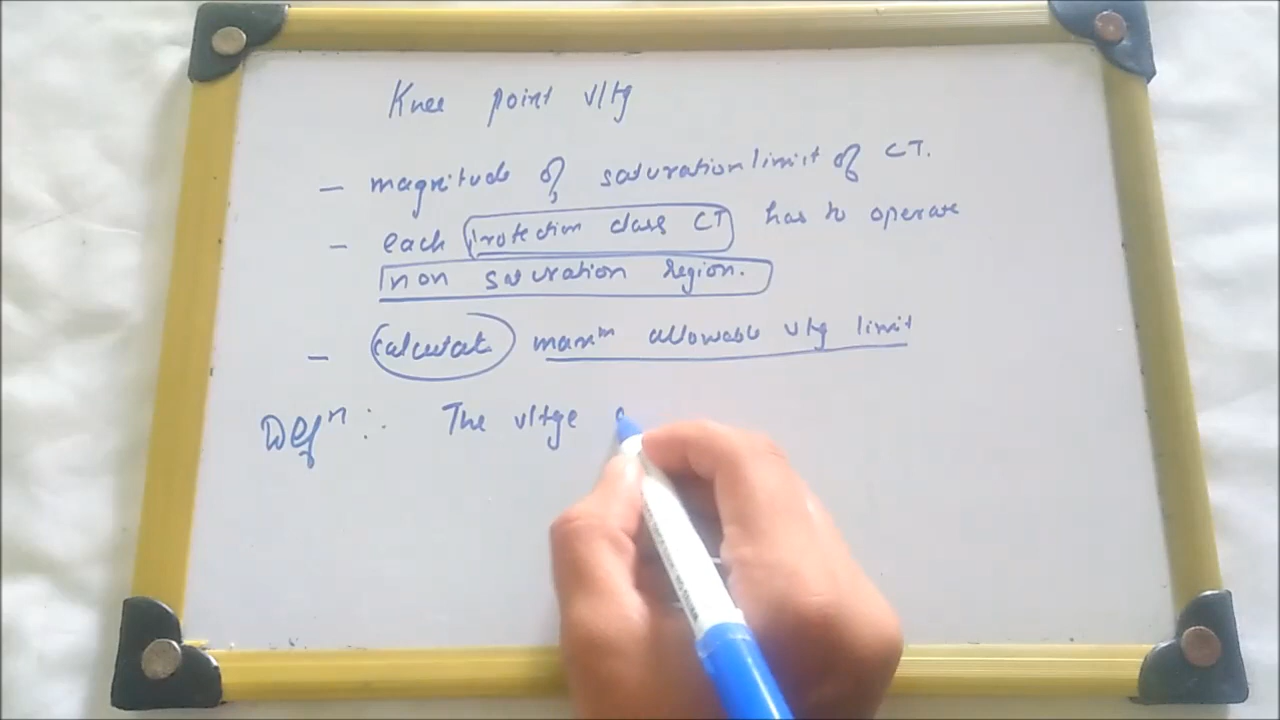 Knee point vltg
- magnitude of saturation limit of CT.
- each protection class CT has to operate
non saturation region.
- calculate maxᵐ allowable vltg limit
Defⁿ :- The vltge